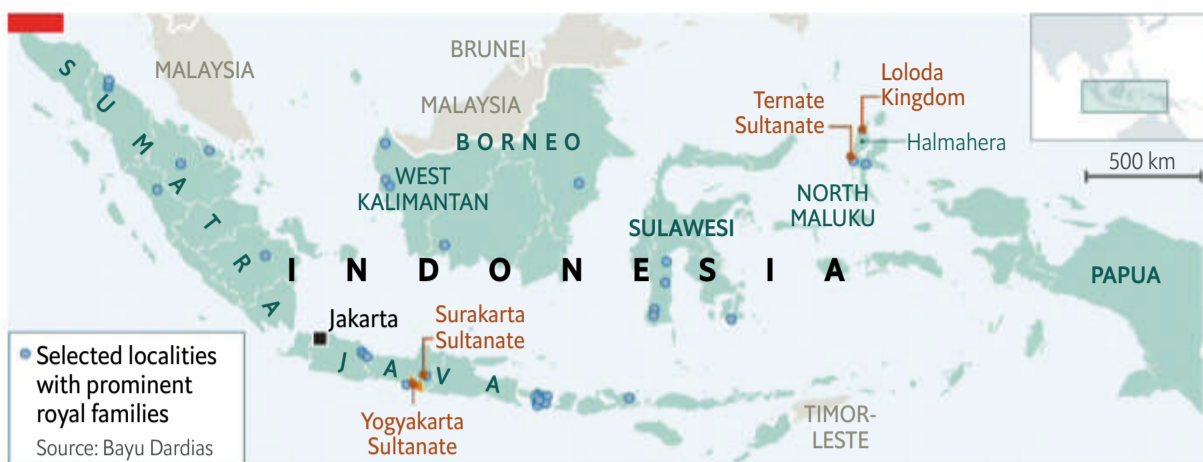 BRUNEI
MALAYSIA
MALAYSIA
SUMATRA
BORNEO
WEST
KALIMANTAN
Loloda
Kingdom
Ternate
Sultanate
Halmahera
500 km
NORTH
MALUKU
SULAWESI
INDONESIA
PAPUA
Jakarta
Surakarta
Sultanate
JAVA
Yogyakarta
Sultanate
TIMOR-
LESTE
Selected localities
with prominent
royal families
Source: Bayu Dardias